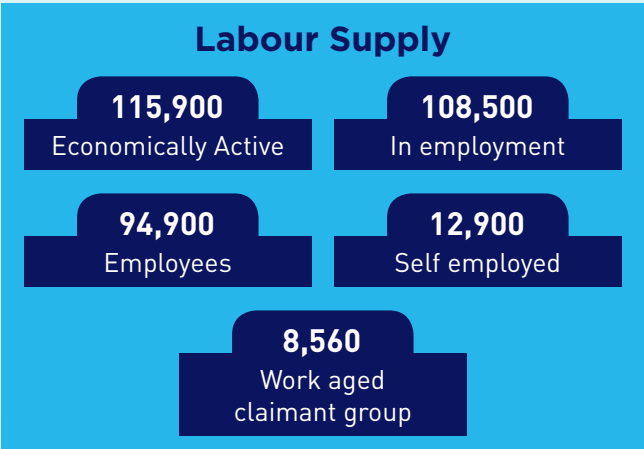 Labour Supply
115,900
Economically Active
108,500
In employment
94,900
Employees
12,900
Self employed
8,560
Work aged
claimant group